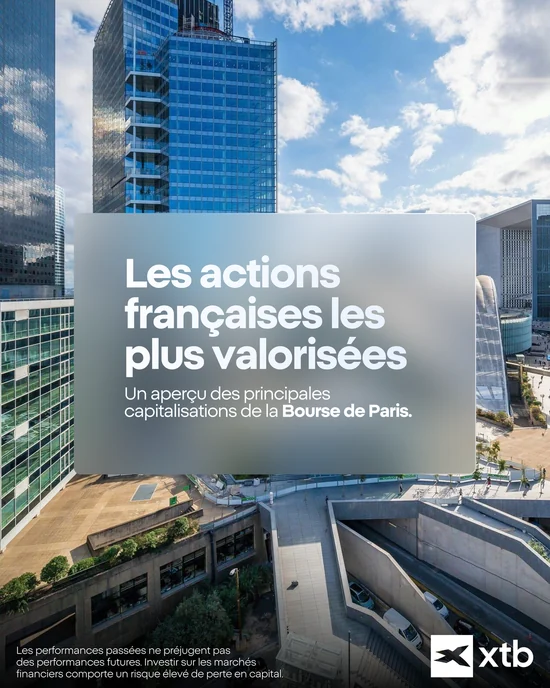 Les actions
françaises les
plus valorisées
Un aperçu des principales
capitalisations de la Bourse de Paris.
Les performances passées ne préjugent pas
des performances futures. Investir sur les marchés
financiers comporte un risque élevé de perte en capital.
xtb